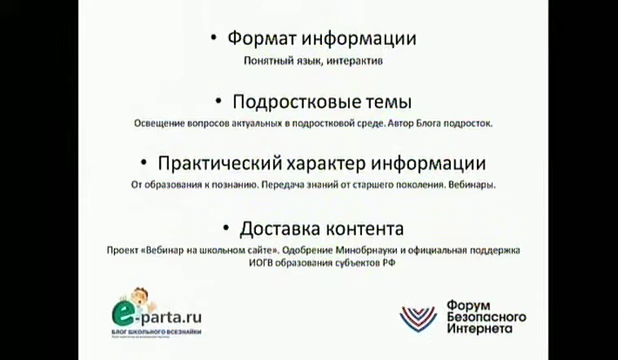 • Формат информации
Понятный язык, интерактив
• Подростковые темы
Освещение вопросов актуальных в подростковой среде. Автор Блога подросток.
• Практический характер информации
От образования к познанию. Передача знаний от старшего поколения. Вебинары.
• Доставка контента
Проект «Вебинар на школьном сайте». Одобрение Минобрнауки и официальная поддержка
ИОГВ образования субъектов РФ
e-parta.ru
БЛОГ ШКОЛЬНОГО ВСЕЗНАЙКИ
Форум
Безопасного
Интернета